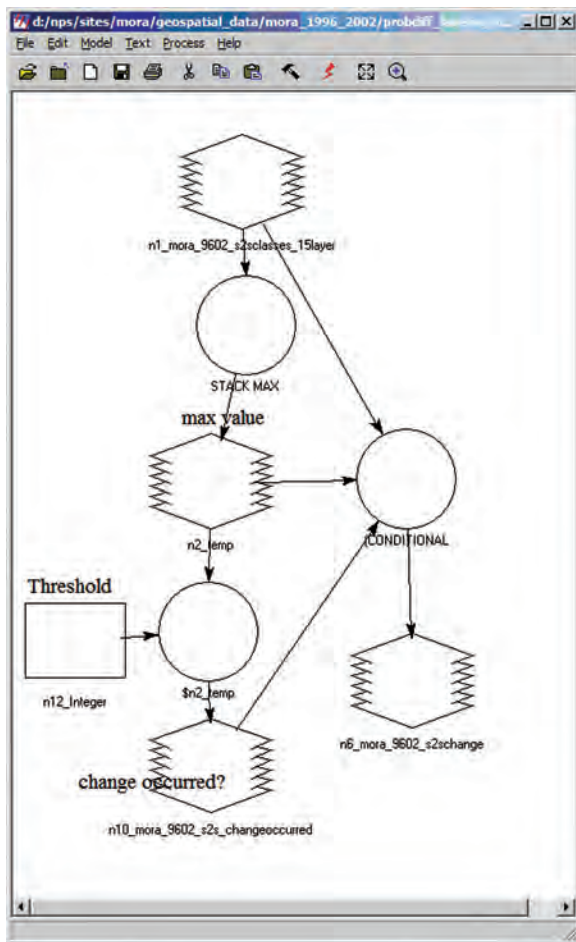 d:/nps/sites/mora/geospatial_data/mora_1996_2002/probdiff_
File Edit Model Text Process Help
n1_mora_9602_s2sclasses_15layer
STACK MAX
max value
n2_temp
(CONDITIONAL
Threshold
n12_Integer
$n2_temp
n6_mora_9602_s2schange
change occurred?
n10_mora_9602_s2s_changeoccurred